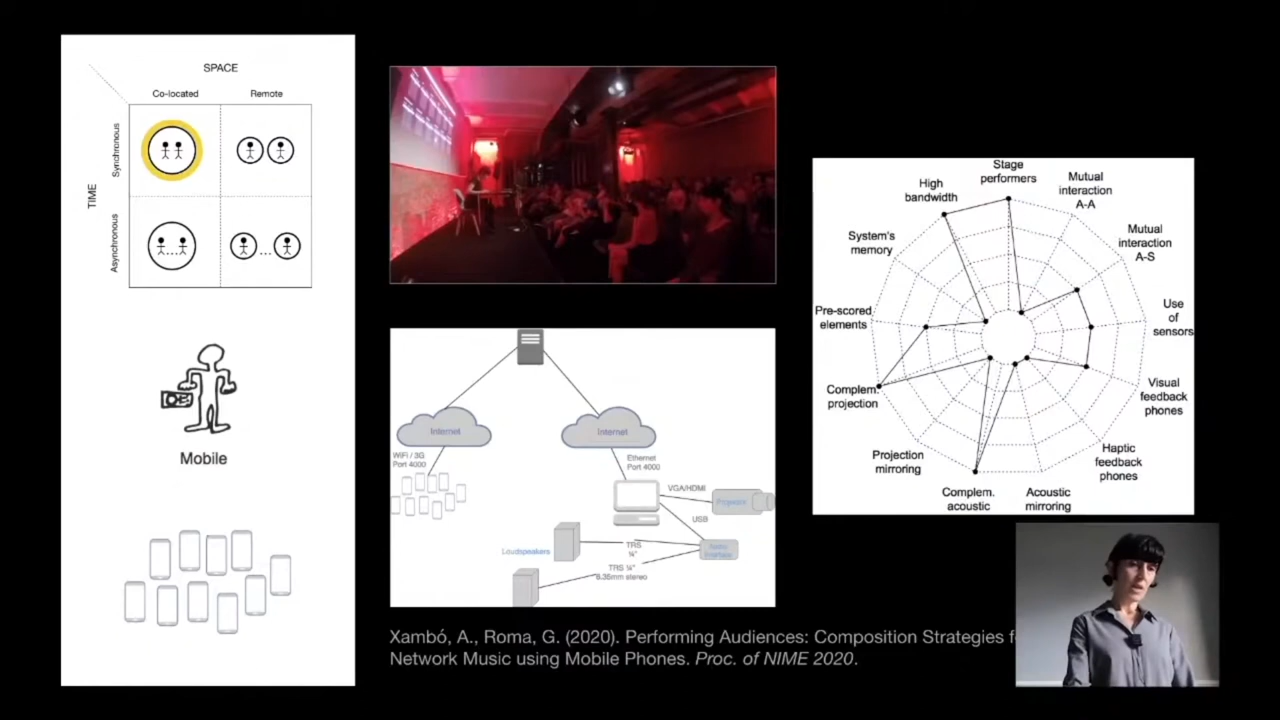 SPACE
Co-located
Remote
TIME
Synchronous
Asynchronous
Mobile
Internet
Internet
WiFi / 3G
Port 4000
Ethernet
Port 4000
VGA/HDMI
USB
Loudspeakers
TRS
¼"
TRS ¼"
6.35mm stereo
Stage
performers
Mutual
interaction
A-A
Mutual
interaction
A-S
Use
of
sensors
Visual
feedback
phones
Haptic
feedback
phones
Acoustic
mirroring
Complem.
acoustic
Projection
mirroring
Complem.
projection
Pre-scored
elements
System's
memory
High
bandwidth
Xambó, A., Roma, G. (2020). Performing Audiences: Composition Strategies
Network Music using Mobile Phones. Proc. of NIME 2020.